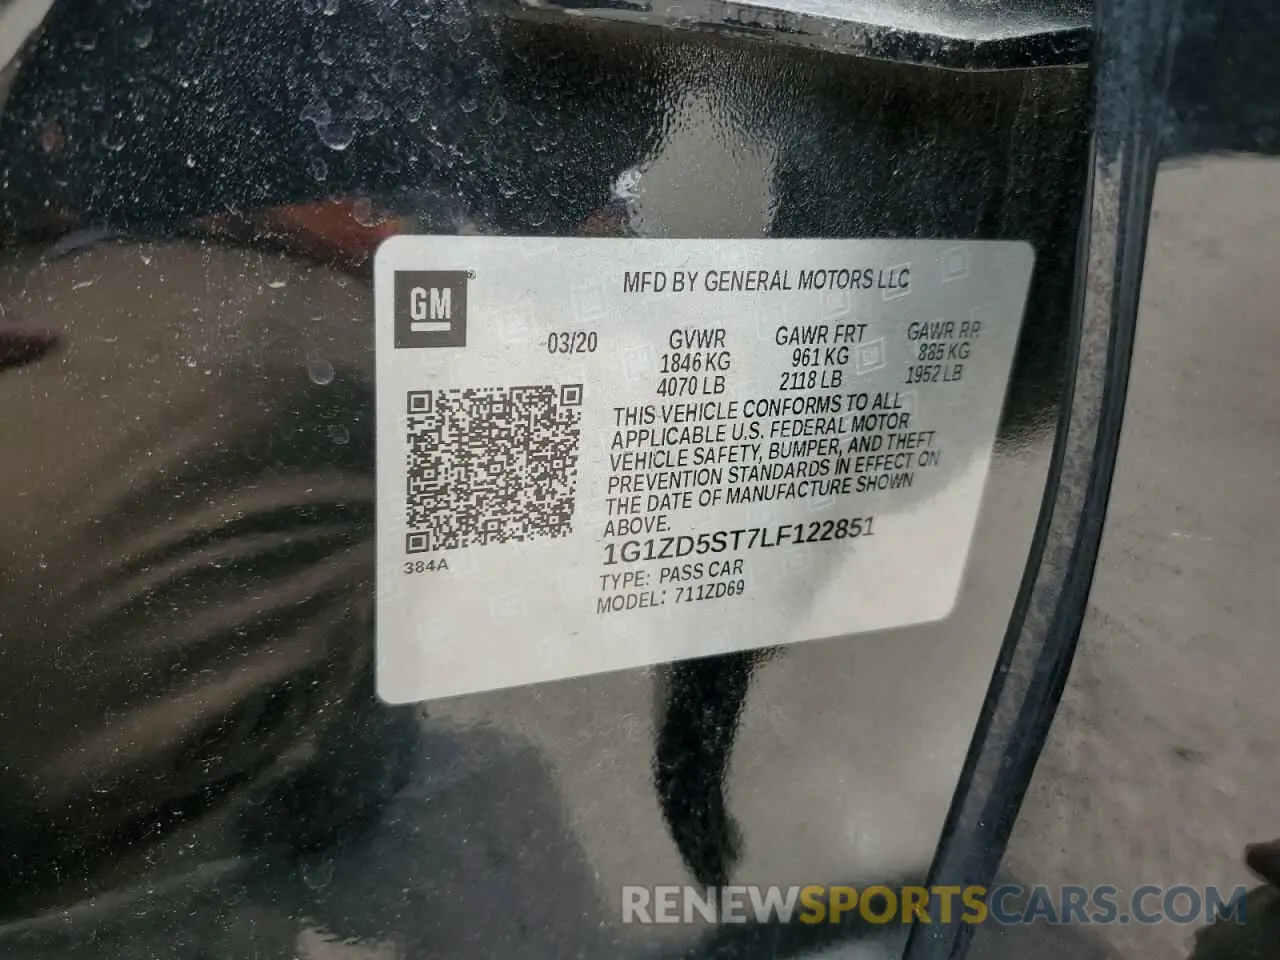 MFD BY GENERAL MOTORS LLC
GM®
03/20 GVWR GAWR FRT GAWR RR
1846 KG 961 KG 885 KG
4070 LB 2118 LB 1952 LB
THIS VEHICLE CONFORMS TO ALL
APPLICABLE U.S. FEDERAL MOTOR
VEHICLE SAFETY, BUMPER, AND THEFT
PREVENTION STANDARDS IN EFFECT ON
THE DATE OF MANUFACTURE SHOWN
ABOVE.
1G1ZD5ST7LF122851
384A
TYPE: PASS CAR
MODEL: 711ZD69
RENEWSPORTSCARS.COM